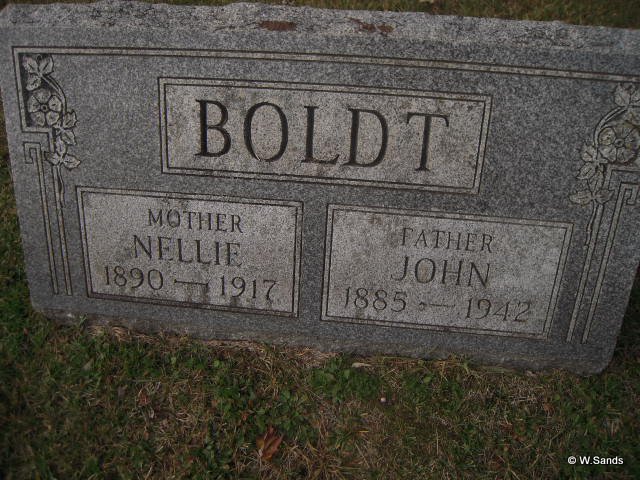 BOLDT
MOTHER
NELLIE
1890 — 1917
FATHER
JOHN
1885 — 1942
© W.Sands